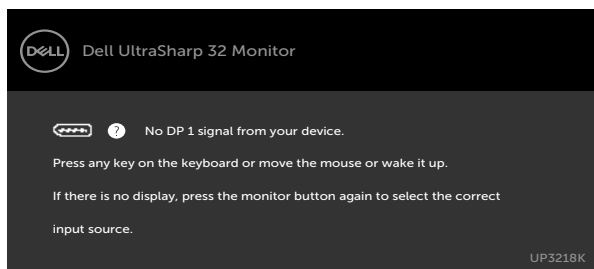 DELL
Dell UltraSharp 32 Monitor
? No DP 1 signal from your device.
Press any key on the keyboard or move the mouse or wake it up.
If there is no display, press the monitor button again to select the correct
input source.
UP3218K